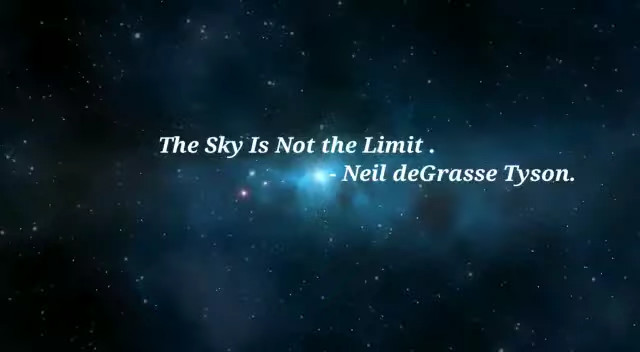 The Sky Is Not the Limit .
- Neil deGrasse Tyson.